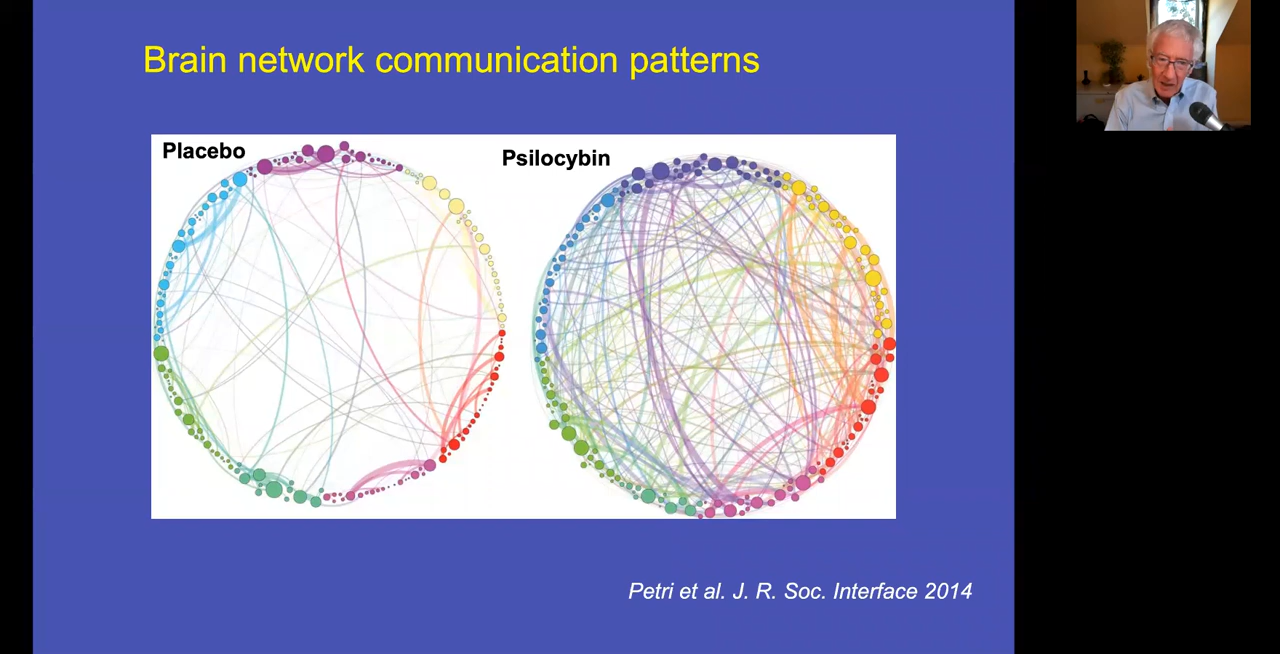 Brain network communication patterns
Placebo
Psilocybin
Petri et al. J. R. Soc. Interface 2014